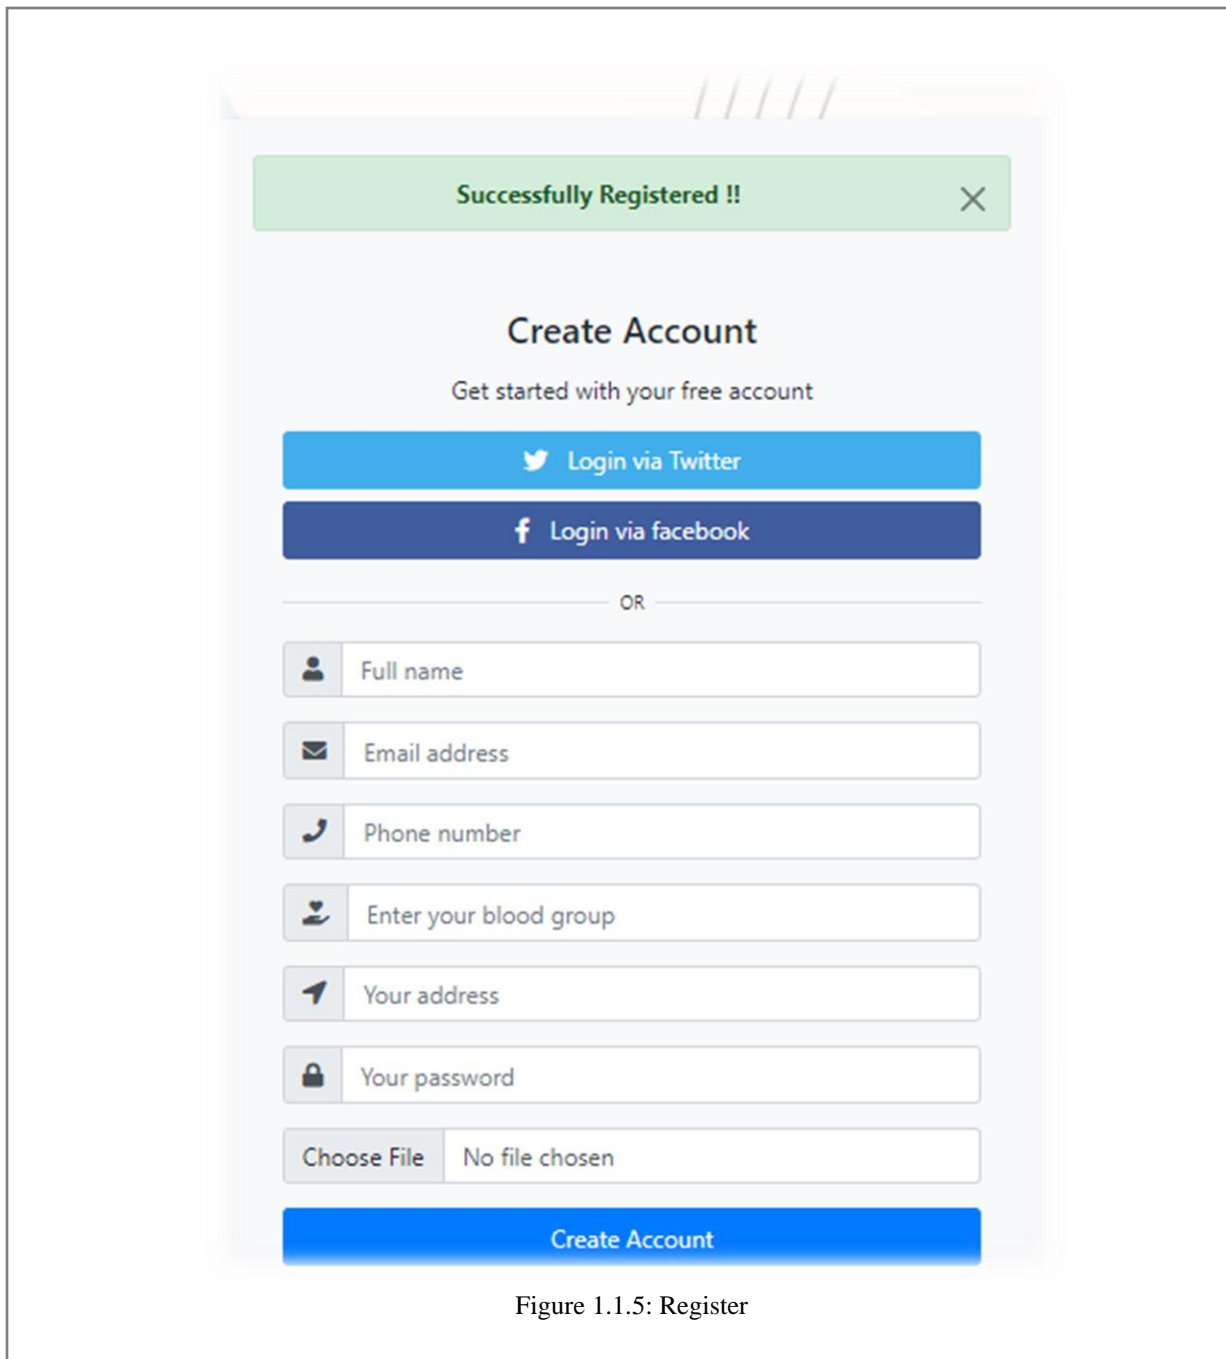 Successfully Registered !!
Create Account
Get started with your free account
Login via Twitter
Login via facebook
OR
Full name
Email address
Phone number
Enter your blood group
Your address
Your password
Choose File No file chosen
Create Account
Figure 1.1.5: Register